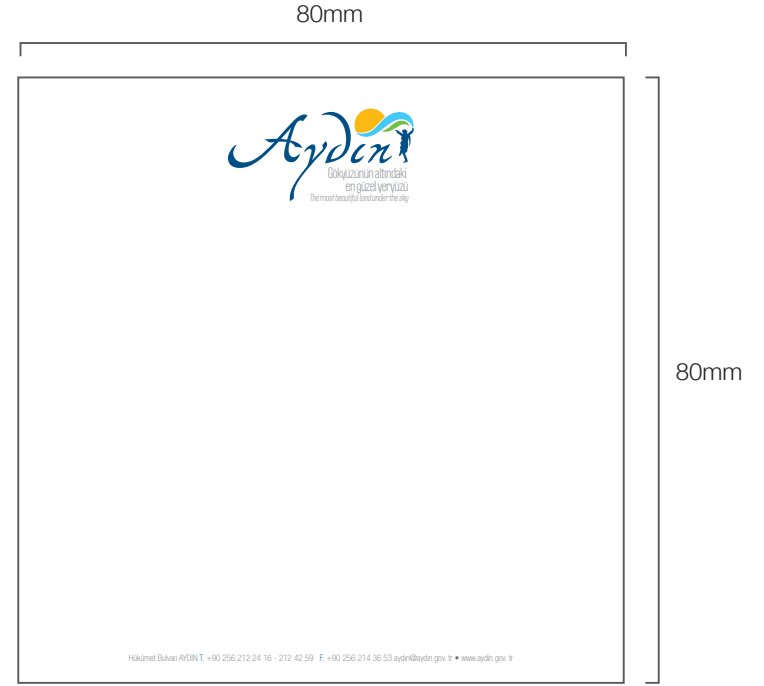 80mm
Aydın
Gökyüzünün altındaki
en güzel yeryüzü
The most beautiful land under the sky
80mm
Hükümet Bulvarı AYDIN T. +90 256 212 24 16 - 212 42 59 F. +90 256 214 36 53 aydin@aydin.gov. tr • www.aydin.gov. tr